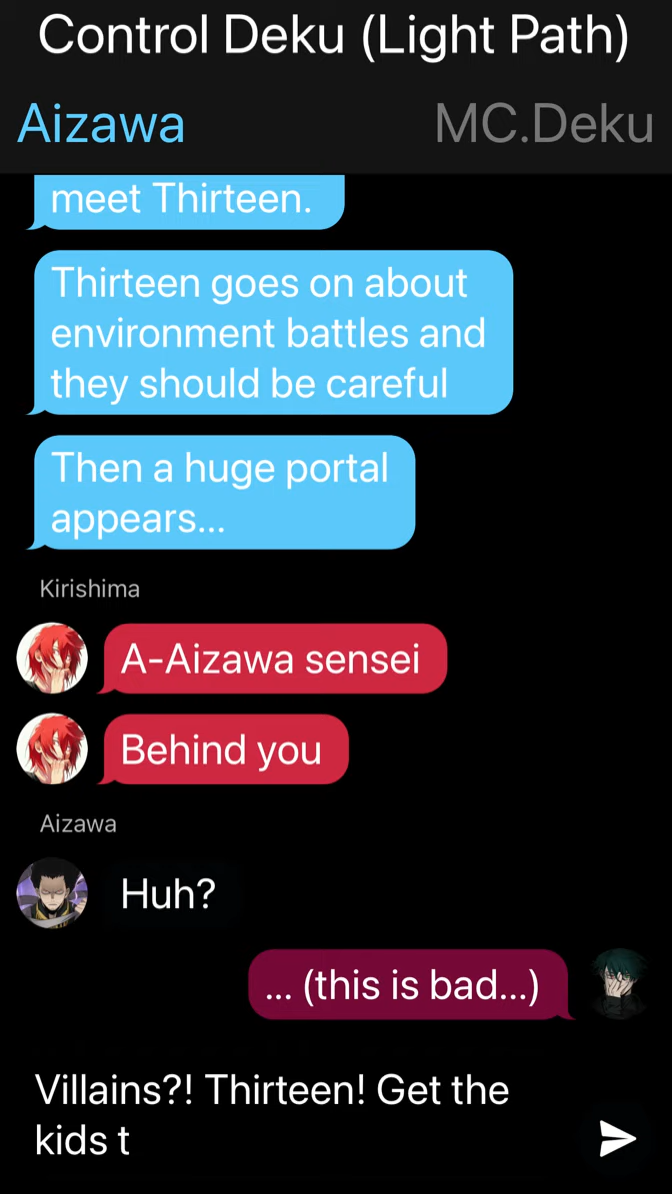 Control Deku (Light Path)
Aizawa MC.Deku
meet Thirteen.
Thirteen goes on about
environment battles and
they should be careful
Then a huge portal
appears...
Kirishima
A-Aizawa sensei
Behind you
Aizawa
Huh?
... (this is bad...)
Villains?! Thirteen! Get the
kids t